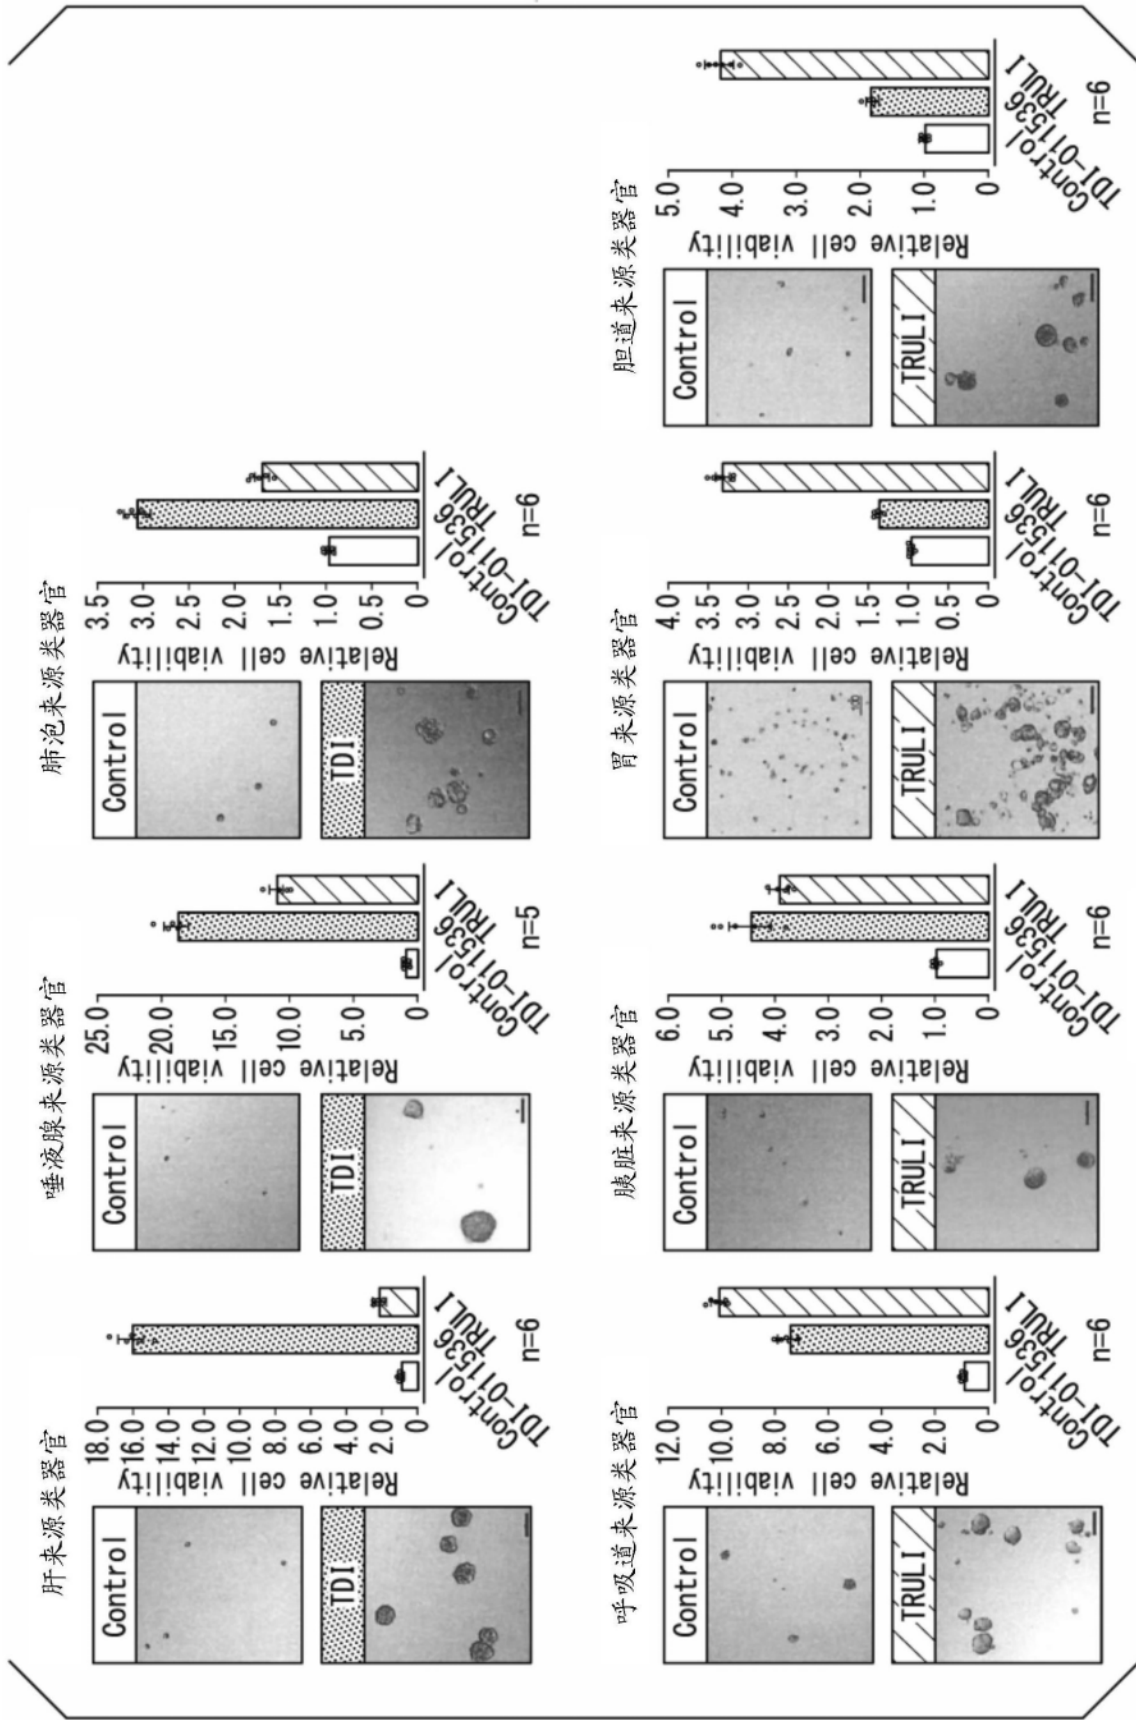 肝来源类器官
Control
TDI
Relative cell viability
18.0
16.0
14.0
12.0
10.0
8.0
6.0
4.0
2.0
0
Control
TDI-011536
TRULI
n=6
唾液腺来源类器官
Control
TDI
Relative cell viability
25.0
20.0
15.0
10.0
5.0
0
Control
TDI-011536
TRULI
n=5
肺泡来源类器官
Control
TDI
Relative cell viability
3.5
3.0
2.5
2.0
1.5
1.0
0.5
0
Control
TDI-011536
TRULI
n=6
呼吸道来源类器官
Control
TRULI
Relative cell viability
12.0
10.0
8.0
6.0
4.0
2.0
0
Control
TDI-011536
TRULI
n=6
胰脏来源类器官
Control
TRULI
Relative cell viability
6.0
5.0
4.0
3.0
2.0
1.0
0
Control
TDI-011536
TRULI
n=6
胃来源类器官
Control
TRULI
Relative cell viability
4.0
3.5
3.0
2.5
2.0
1.5
1.0
0.5
0
Control
TDI-011536
TRULI
n=6
胆道来源类器官
Control
TRULI
Relative cell viability
5.0
4.0
3.0
2.0
1.0
0
Control
TDI-011536
TRULI
n=6